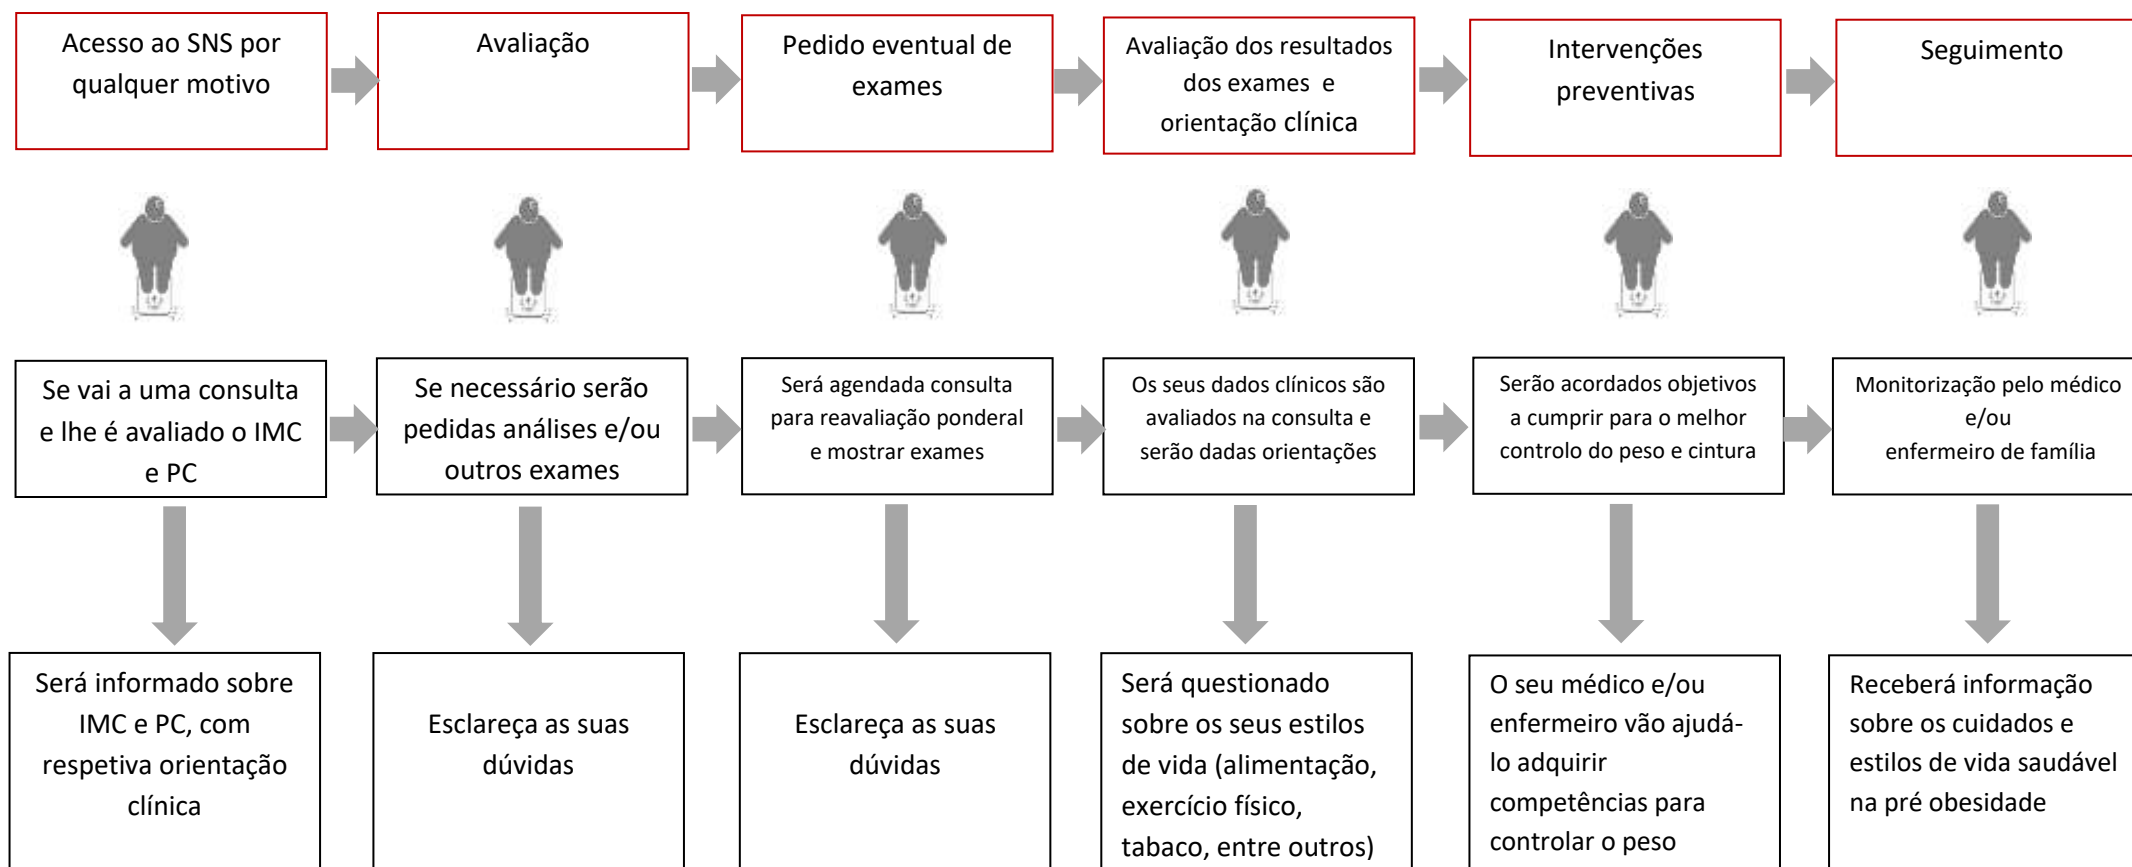 Acesso ao SNS por
qualquer motivo
Avaliação
Pedido eventual de
exames
Avaliação dos resultados
dos exames e
orientação clínica
Intervenções
preventivas
Seguimento
Se vai a uma consulta
e lhe é avaliado o IMC
e PC
Se necessário serão
pedidas análises e/ou
outros exames
Será agendada consulta
para reavaliação ponderal
e mostrar exames
Os seus dados clínicos são
avaliados na consulta e
serão dadas orientações
Serão acordados objetivos
a cumprir para o melhor
controlo do peso e cintura
Monitorização pelo médico
e/ou
enfermeiro de família
Será informado sobre
IMC e PC, com
respetiva orientação
clínica
Esclareça as suas
dúvidas
Esclareça as suas
dúvidas
Será questionado
sobre os seus estilos
de vida (alimentação,
exercício físico,
tabaco, entre outros)
O seu médico e/ou
enfermeiro vão ajudá-
lo adquirir
competências para
controlar o peso
Receberá informação
sobre os cuidados e
estilos de vida saudável
na pré obesidade